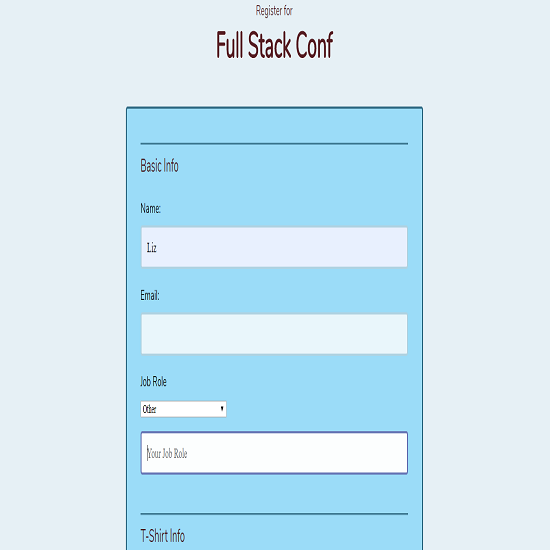 Register for
Full Stack Conf
Basic Info
Name:
Liz
Email:
Job Role
Other
Your Job Role
T-Shirt Info